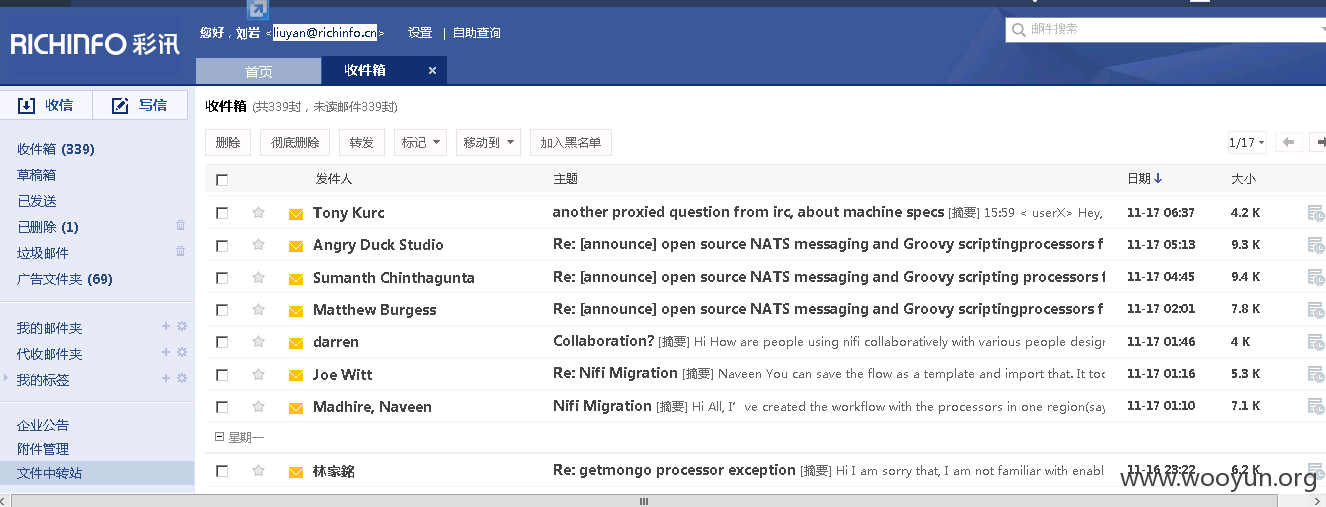 RICHINFO 彩讯
您好，刘岩 <liuyan@richinfo.cn> 设置 | 自助查询
邮件搜索
首页 收件箱 ×
收信 写信
收件箱 (共339封，未读邮件339封)
删除 彻底删除 转发 标记 移动到 加入黑名单 1/17
收件箱 (339)
草稿箱
已发送
已删除 (1)
垃圾邮件
广告文件夹 (69)
我的邮件夹
代收邮件夹
我的标签
企业公告
附件管理
文件中转站
发件人 主题 日期 大小
Tony Kurc another proxied question from irc, about machine specs [摘要] 15:59 < userX> Hey, 11-17 06:37 4.2 K
Angry Duck Studio Re: [announce] open source NATS messaging and Groovy scriptingprocessors f 11-17 05:13 9.3 K
Sumanth Chinthagunta Re: [announce] open source NATS messaging and Groovy scripting processors f 11-17 04:45 9.4 K
Matthew Burgess Re: [announce] open source NATS messaging and Groovy scriptingprocessors f 11-17 02:01 7.8 K
darren Collaboration? [摘要] Hi How are people using nifi collaboratively with various people design 11-17 01:46 4 K
Joe Witt Re: Nifi Migration [摘要] Naveen You can save the flow as a template and import that. It too 11-17 01:16 5.3 K
Madhire, Naveen Nifi Migration [摘要] Hi All, I’ve created the workflow with the processors in one region(say 11-17 01:10 7.1 K
星期一
林家銘 Re: getmongo processor exception [摘要] Hi I am sorry that, I am not familiar with enabl 11-16 23:22 6.2 K
www.wooyun.org